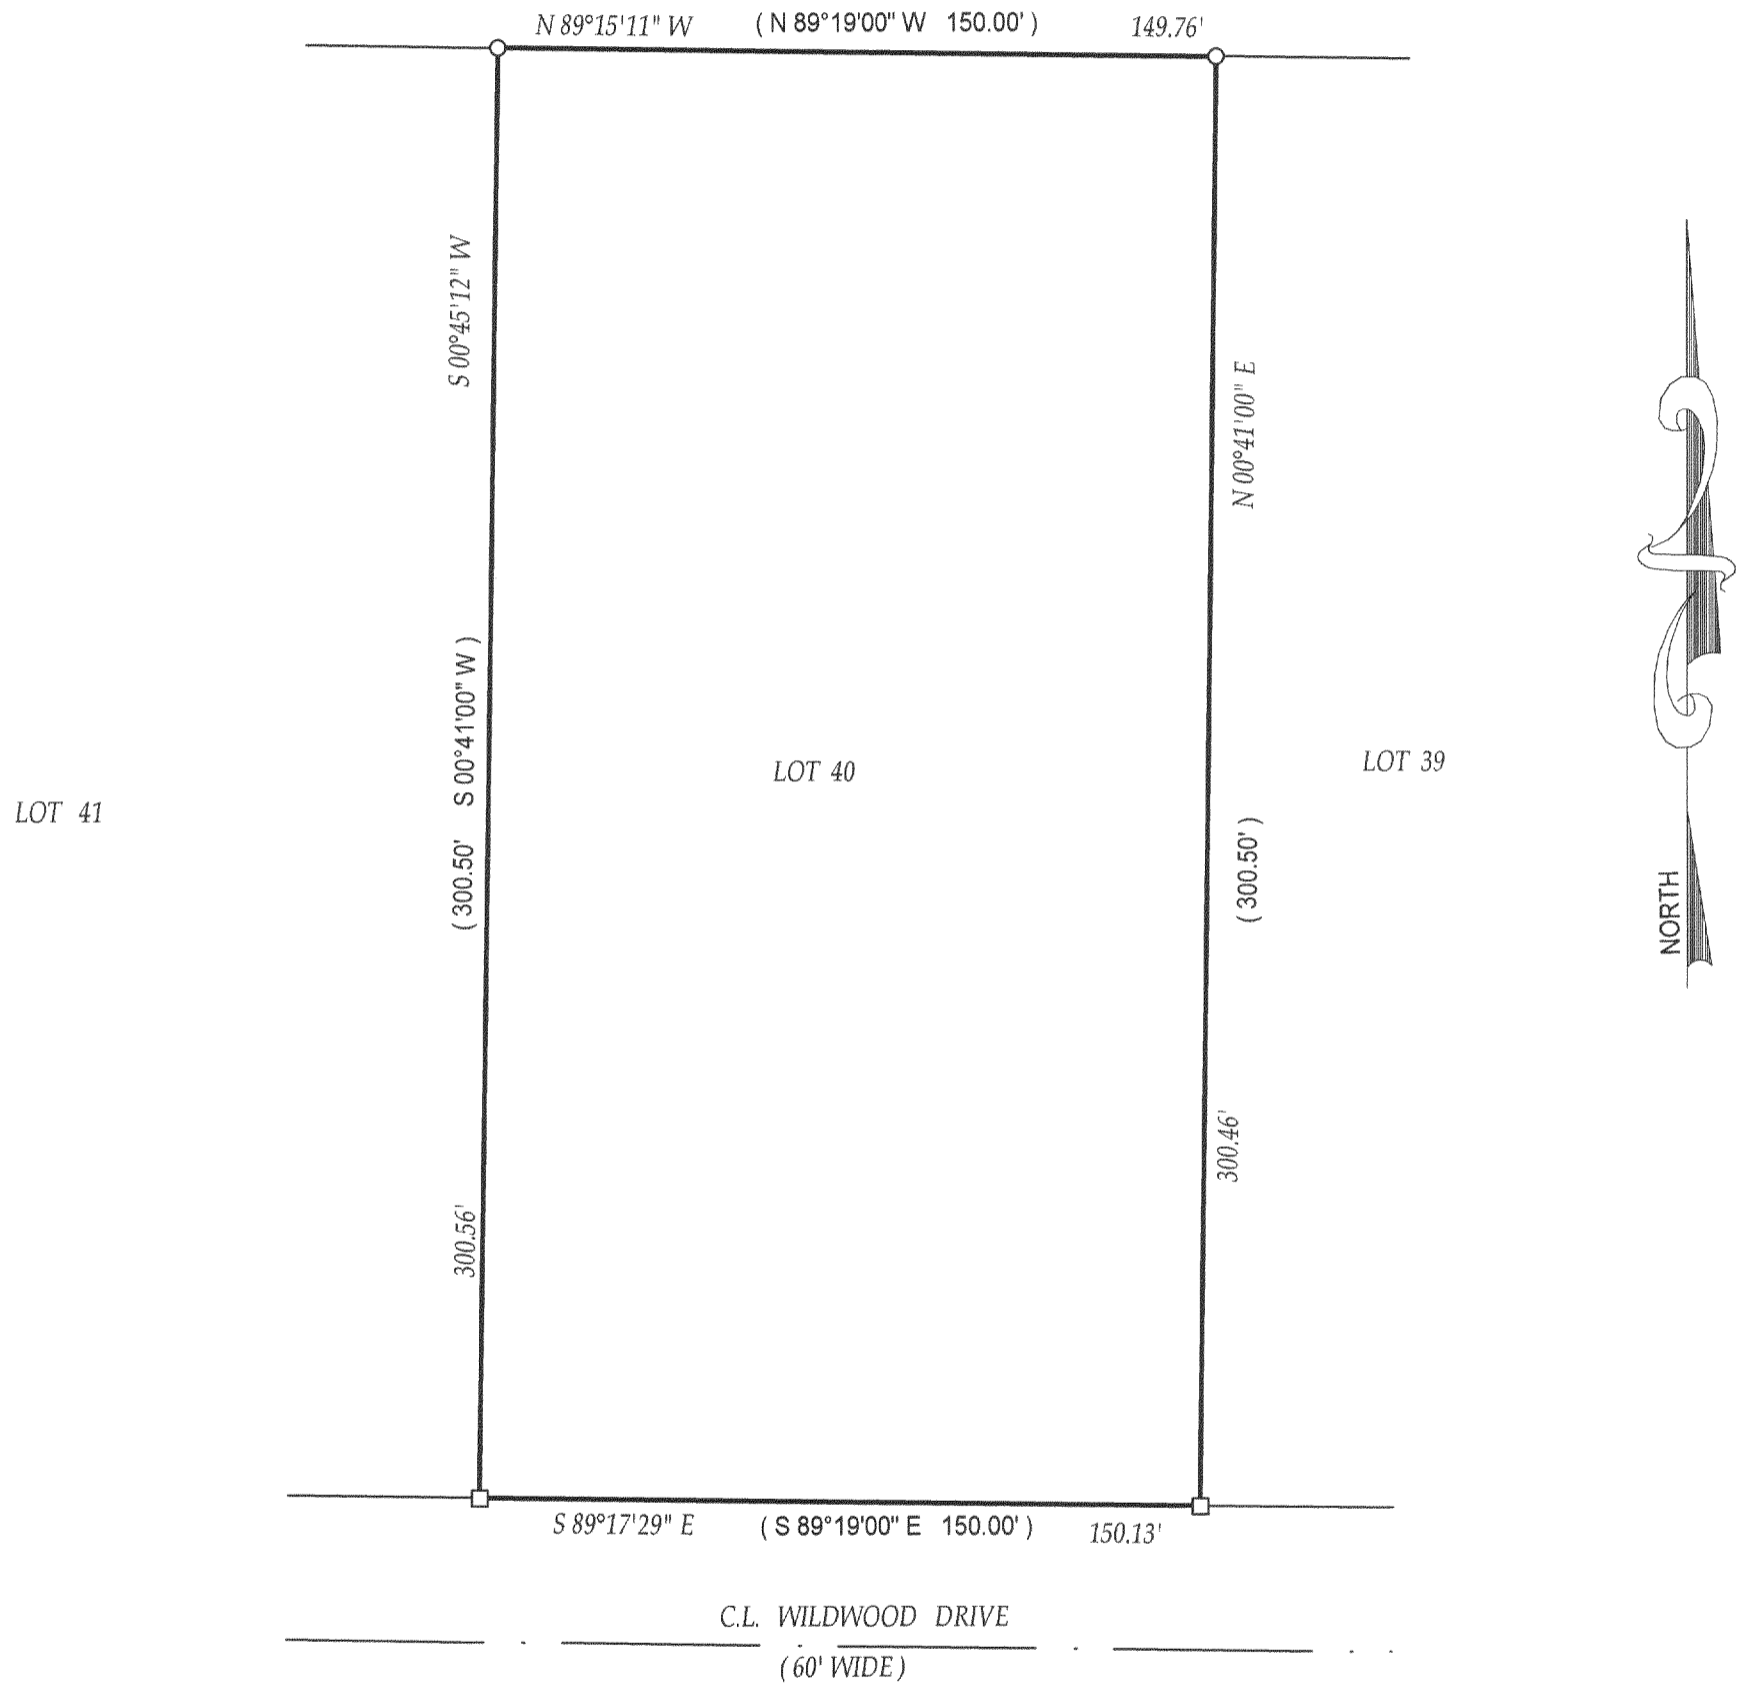 N 89°15'11" W ( N 89°19'00" W 150.00' ) 149.76'
S 00°45'12" W
( 300.50' S 00°41'00" W )
300.56'
LOT 41
LOT 40
N 00°41'00" E
( 300.50' )
300.46'
LOT 39
NORTH
S 89°17'29" E ( S 89°19'00" E 150.00' ) 150.13'
C.L. WILDWOOD DRIVE
( 60' WIDE )